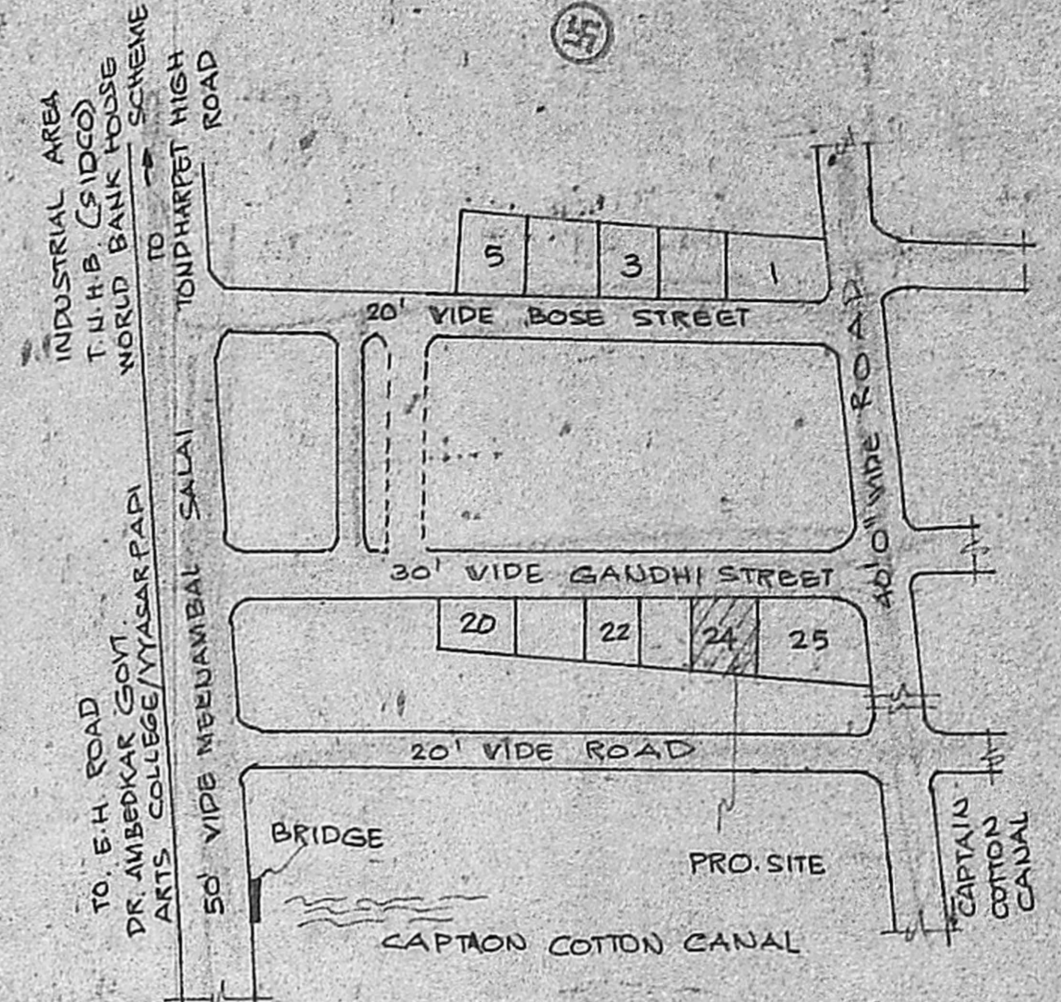 INDUSTRIAL AREA
T.N.H.B. (SIDCO)
WORLD BANK HOUSE
TO → SCHEME
TONDHARPET HIGH
ROAD
5
3
1
20' VIDE BOSE STREET
40'0" VIDE ROAD
30' VIDE GANDHI STREET
20
22
24
25
20' VIDE ROAD
TO. E.H. ROAD
DR. AMBEDKAR GOVT.
ARTS COLLEGE/VYASARPADI
50' VIDE MEENAMBAL SALAI
BRIDGE
PRO. SITE
CAPTAON COTTON CANAL
CAPTAIN
COTTON
CANAL